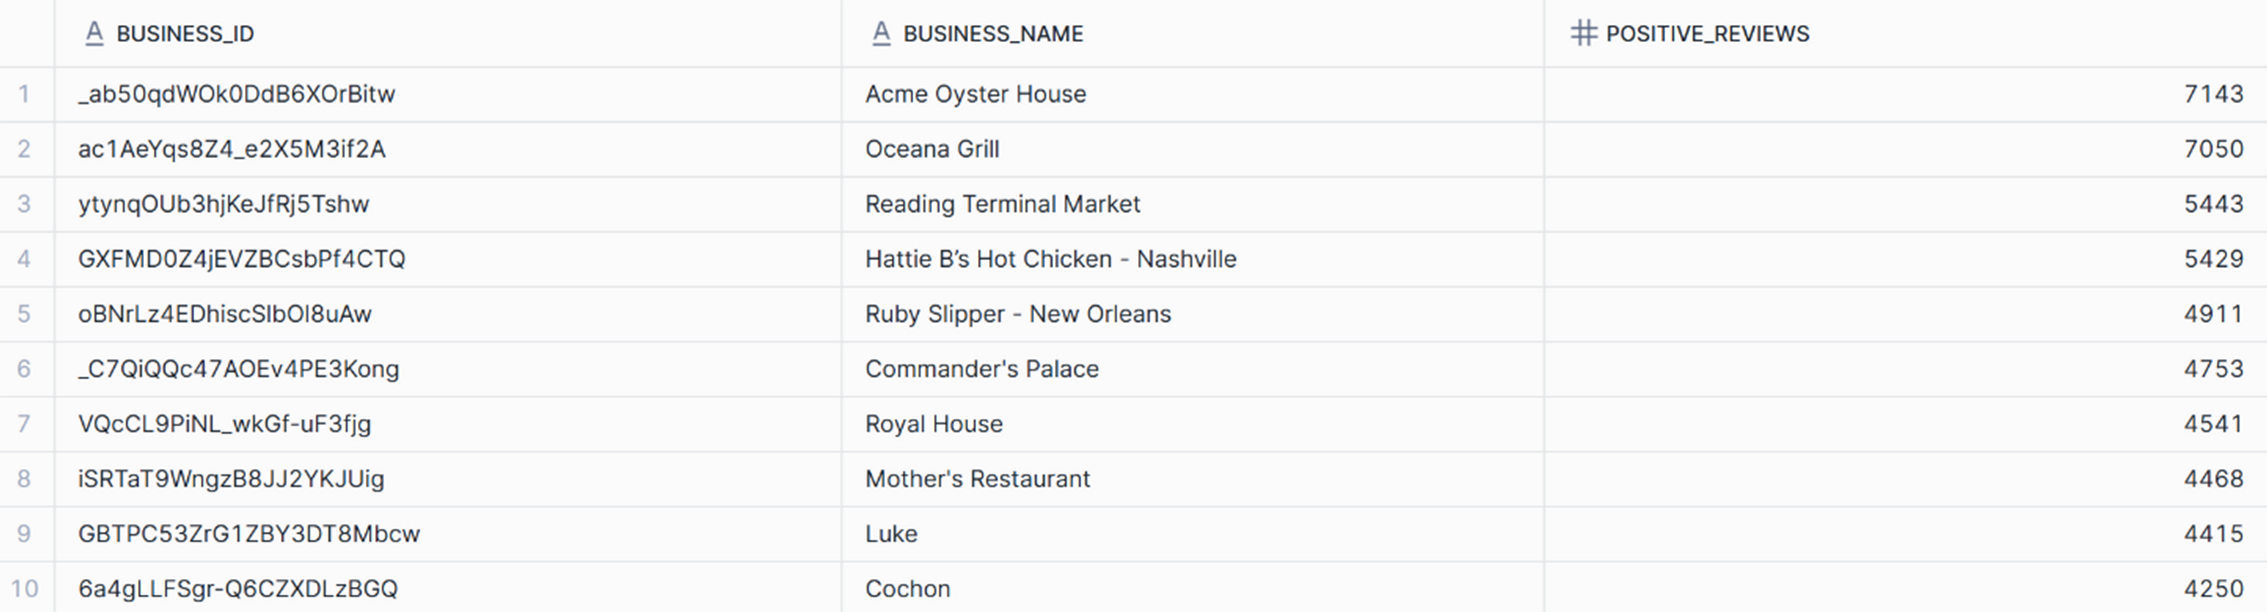 A BUSINESS_ID A BUSINESS_NAME # POSITIVE_REVIEWS
1 _ab50qdWOk0DdB6XOrBitw Acme Oyster House 7143
2 ac1AeYqs8Z4_e2X5M3if2A Oceana Grill 7050
3 ytynqOUb3hjKeJfRj5Tshw Reading Terminal Market 5443
4 GXFMD0Z4jEVZBCsbPf4CTQ Hattie B’s Hot Chicken - Nashville 5429
5 oBNrLz4EDhiscSlbOl8uAw Ruby Slipper - New Orleans 4911
6 _C7QiQQc47AOEv4PE3Kong Commander's Palace 4753
7 VQcCL9PiNL_wkGf-uF3fjg Royal House 4541
8 iSRTaT9WngzB8JJ2YKJUig Mother's Restaurant 4468
9 GBTPC53ZrG1ZBY3DT8Mbcw Luke 4415
10 6a4gLLFSgr-Q6CZXDLzBGQ Cochon 4250